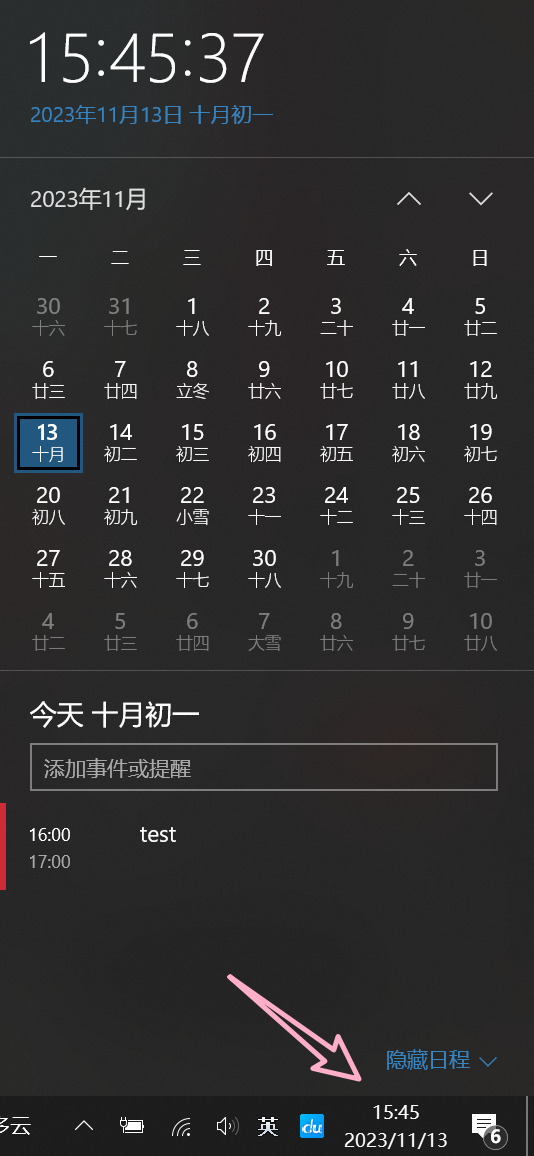 15:45:37
2023年11月13日 十月初一
2023年11月
一 二 三 四 五 六 日
30 31 1 2 3 4 5
十六 十七 十八 十九 二十 廿一 廿二
6 7 8 9 10 11 12
廿三 廿四 立冬 廿六 廿七 廿八 廿九
13 14 15 16 17 18 19
十月 初二 初三 初四 初五 初六 初七
20 21 22 23 24 25 26
初八 初九 小雪 十一 十二 十三 十四
27 28 29 30 1 2 3
十五 十六 十七 十八 十九 二十 廿一
4 5 6 7 8 9 10
廿二 廿三 廿四 大雪 廿六 廿七 廿八
今天 十月初一
添加事件或提醒
16:00 test
17:00
隐藏日程
多云 英 du 15:45 6
2023/11/13